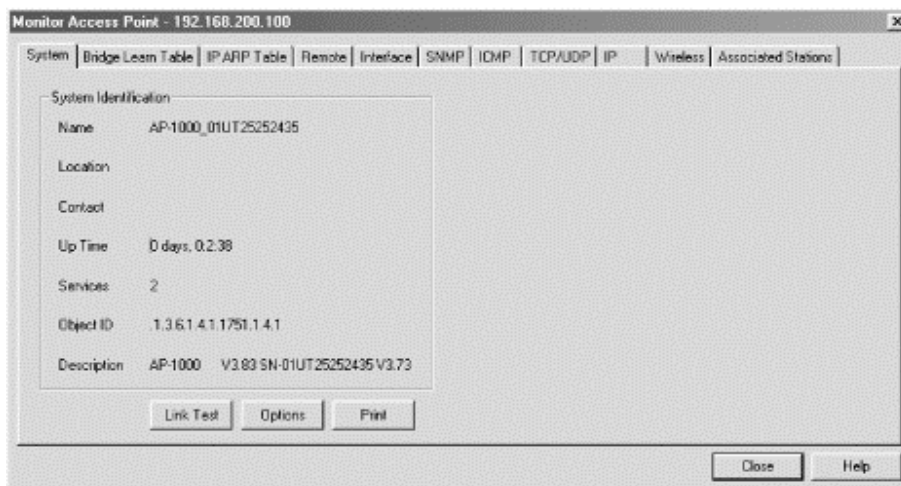 Monitor Access Point - 192.168.200.100
System Bridge Learn Table IP ARP Table Remote Interface SNMP ICMP TCP/UDP IP Wireless Associated Stations
System Identification
Name AP-1000_01UT25252435
Location
Contact
Up Time 0 days, 0:2:38
Services 2
Object ID .1.3.6.1.4.1.1751.1.4.1
Description AP-1000 V3.83 SN-01UT25252435 V3.73
Link Test Options Print
Close Help